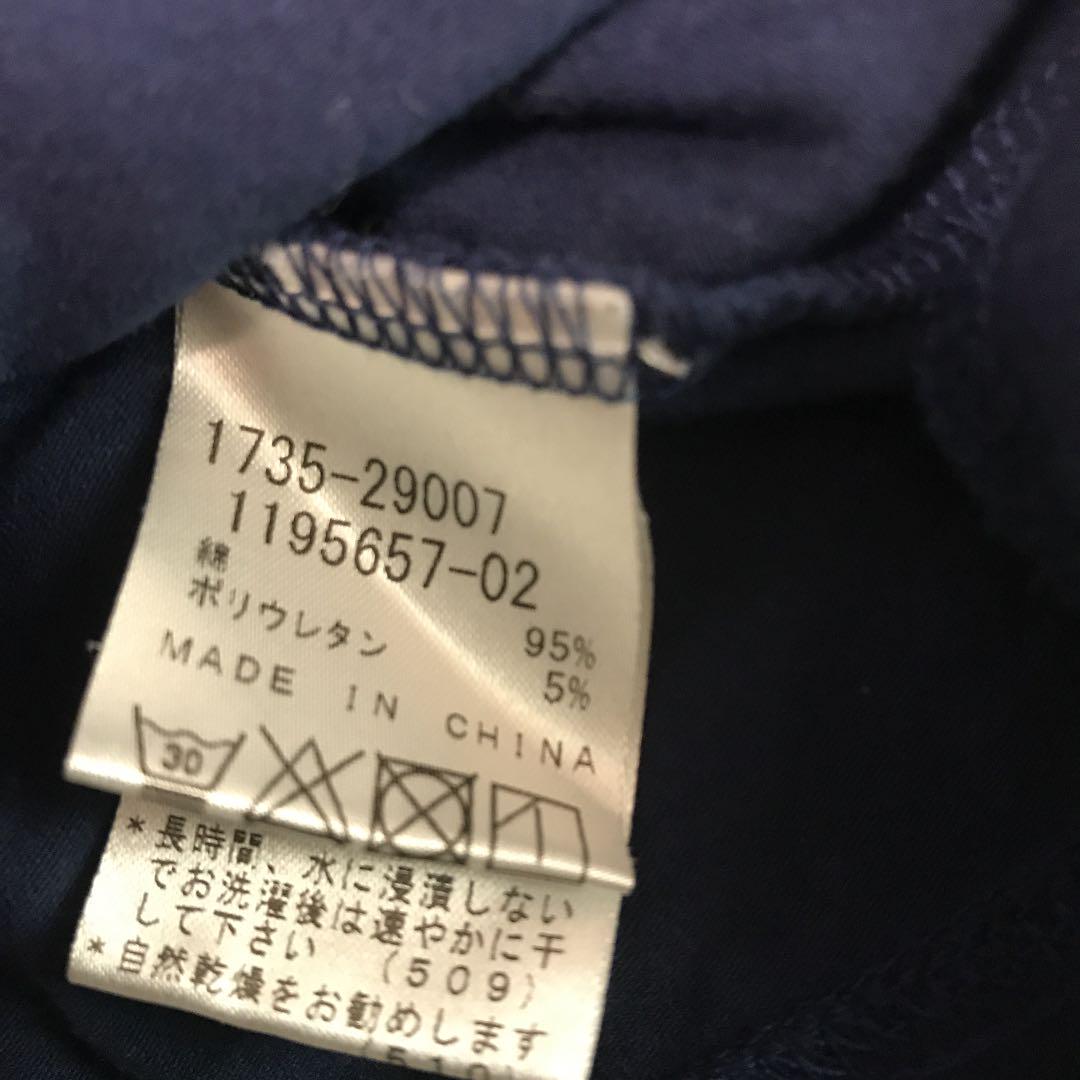 1735-29007
1195657-02
綿 95%
ポリウレタン 5%
MADE IN CHINA
30
*長時間、水に浸漬しない
でお洗濯後は速やかに干
して下さい (509)
*自然乾燥をお勧めします
(510)